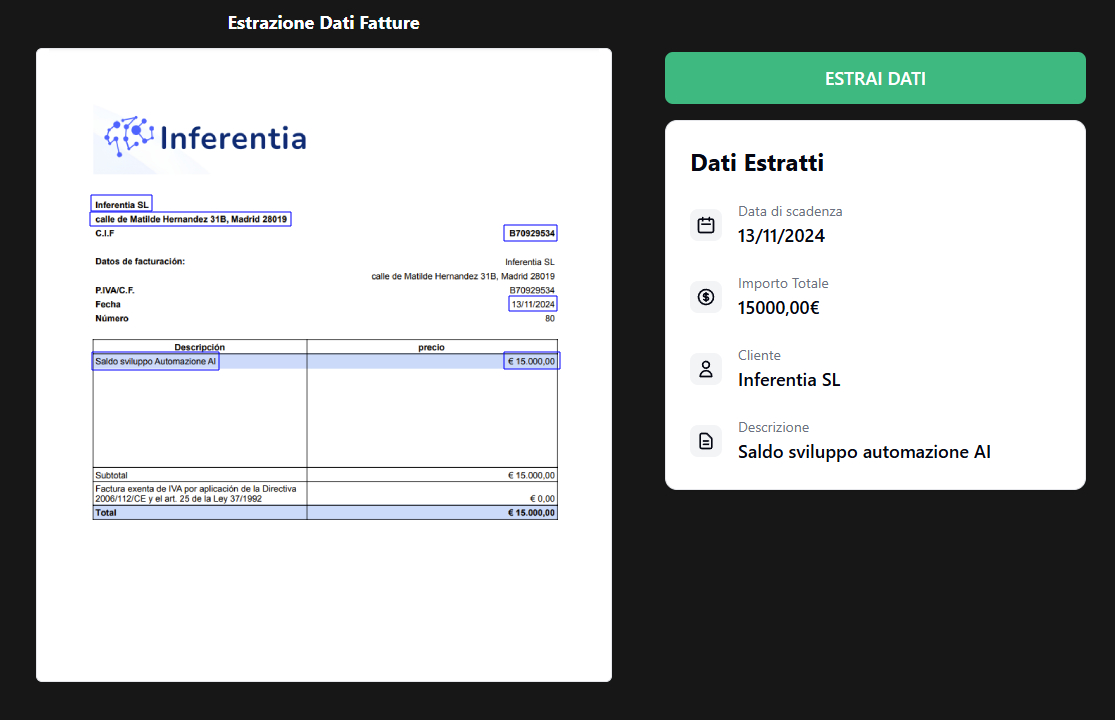 Estrazione Dati Fatture
Inferentia
Inferentia SL
calle de Matilde Hernandez 31B, Madrid 28019
C.I.F B70929534
Datos de facturación: Inferentia SL
calle de Matilde Hernandez 31B, Madrid 28019
P.IVA/C.F. B70929534
Fecha 13/11/2024
Número 80
Descripción precio
Saldo sviluppo Automazione AI € 15.000,00
Subtotal € 15.000,00
Factura exenta de IVA por aplicación de la Directiva
2006/112/CE y el art. 25 de la Ley 37/1992 € 0,00
Total € 15.000,00
ESTRAI DATI
Dati Estratti
Data di scadenza
13/11/2024
Importo Totale
15000,00€
Cliente
Inferentia SL
Descrizione
Saldo sviluppo automazione AI